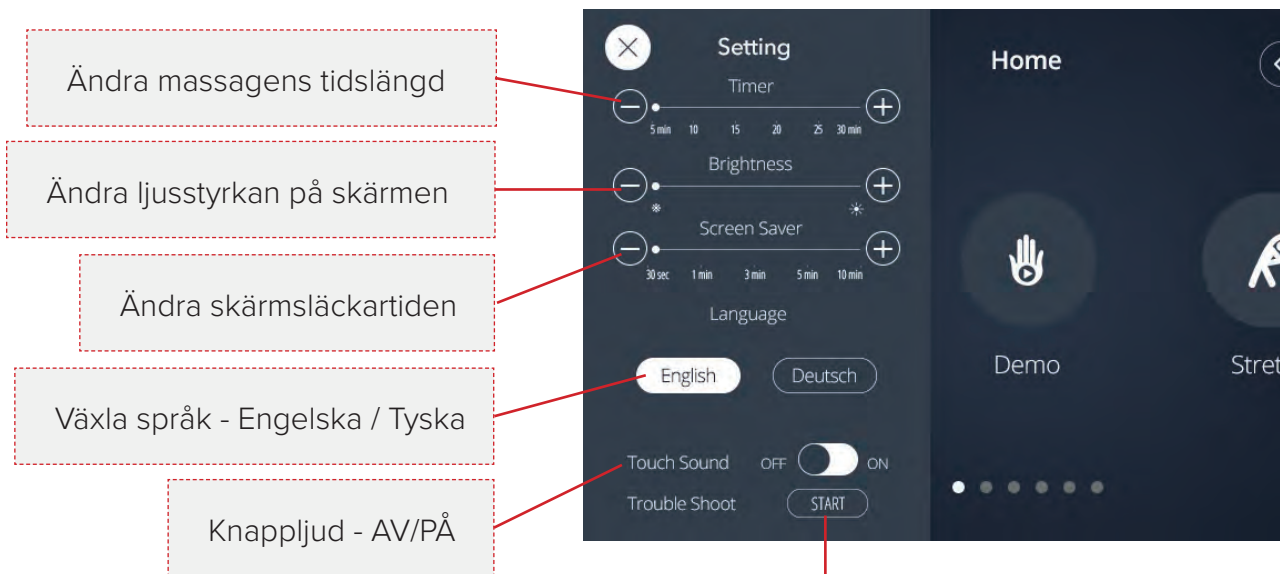 Ändra massagens tidslängd
Ändra ljusstyrkan på skärmen
Ändra skärmsläckartiden
Växla språk - Engelska / Tyska
Knappljud - AV/PÅ
Setting
Timer
5 min 10 15 20 25 30 min
Brightness
Screen Saver
30 sec 1 min 3 min 5 min 10 min
Language
English Deutsch
Touch Sound OFF ON
Trouble Shoot START
Home
Demo
Stret